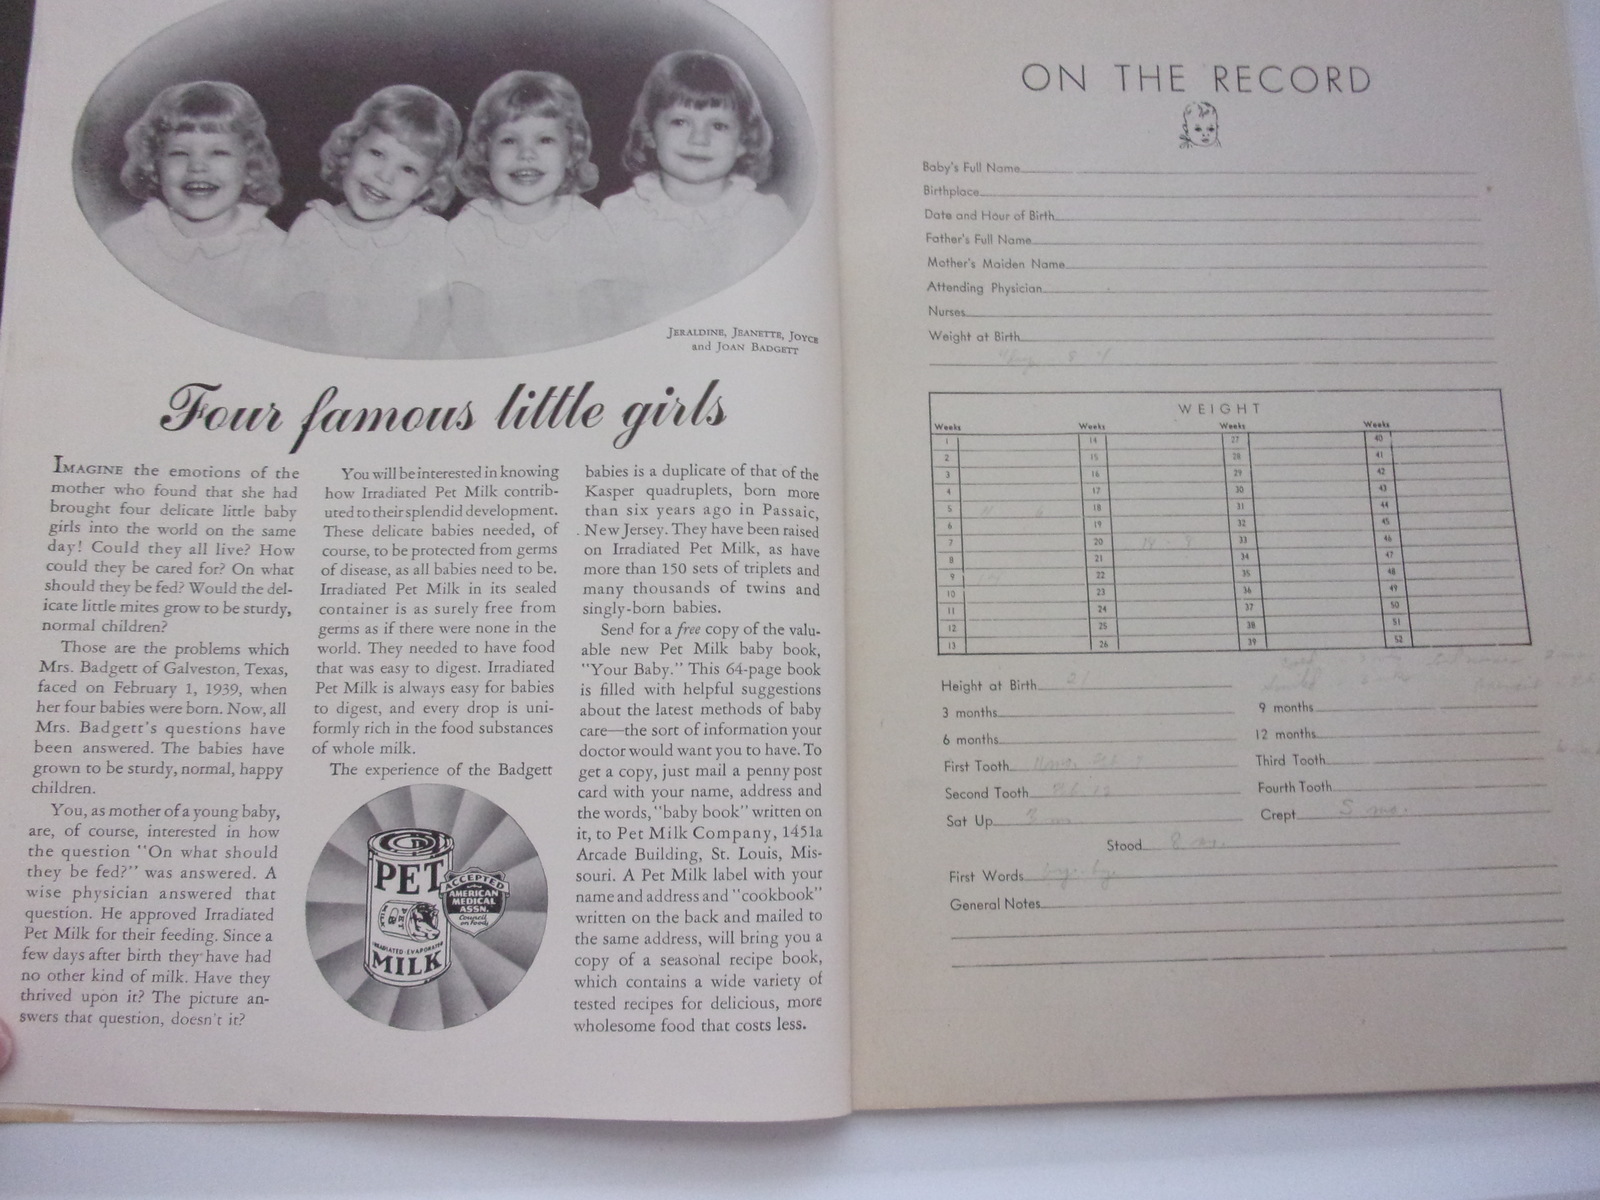 JERALDINE, JEANETTE, JOYCE
and JOAN BADGETT
Four famous little girls
IMAGINE the emotions of the
mother who found that she had
brought four delicate little baby
girls into the world on the same
day! Could they all live? How
could they be cared for? On what
should they be fed? Would the del-
icate little mites grow to be sturdy,
normal children?
Those are the problems which
Mrs. Badgett of Galveston, Texas,
faced on February 1, 1939, when
her four babies were born. Now, all
Mrs. Badgett's questions have
been answered. The babies have
grown to be sturdy, normal, happy
children.
You, as mother of a young baby,
are, of course, interested in how
the question "On what should
they be fed?" was answered. A
wise physician answered that
question. He approved Irradiated
Pet Milk for their feeding. Since a
few days after birth they have had
no other kind of milk. Have they
thrived upon it? The picture an-
swers that question, doesn't it?
You will be interested in knowing
how Irradiated Pet Milk contrib-
uted to their splendid development.
These delicate babies needed, of
course, to be protected from germs
of disease, as all babies need to be.
Irradiated Pet Milk in its sealed
container is as surely free from
germs as if there were none in the
world. They needed to have food
that was easy to digest. Irradiated
Pet Milk is always easy for babies
to digest, and every drop is uni-
formly rich in the food substances
of whole milk.
The experience of the Badgett
PET
IRRADIATED EVAPORATED
MILK
ACCEPTED
AMERICAN
MEDICAL
ASSN.
Council
on Foods
babies is a duplicate of that of the
Kasper quadruplets, born more
than six years ago in Passaic,
New Jersey. They have been raised
on Irradiated Pet Milk, as have
more than 150 sets of triplets and
many thousands of twins and
singly-born babies.
Send for a free copy of the valu-
able new Pet Milk baby book,
"Your Baby." This 64-page book
is filled with helpful suggestions
about the latest methods of baby
care—the sort of information your
doctor would want you to have. To
get a copy, just mail a penny post
card with your name, address and
the words, "baby book" written on
it, to Pet Milk Company, 1451a
Arcade Building, St. Louis, Mis-
souri. A Pet Milk label with your
name and address and "cookbook"
written on the back and mailed to
the same address, will bring you a
copy of a seasonal recipe book,
which contains a wide variety of
tested recipes for delicious, more
wholesome food that costs less.
ON THE RECORD
Baby's Full Name
Birthplace
Date and Hour of Birth
Father's Full Name
Mother's Maiden Name
Attending Physician
Nurses
Weight at Birth
WEIGHT
Weeks Weeks Weeks Weeks
1 14 27 40
2 15 28 41
3 16 29 42
4 17 30 43
5 18 31 44
6 19 32 45
7 20 33 46
8 21 34 47
9 22 35 48
10 23 36 49
11 24 37 50
12 25 38 51
13 26 39 52
Height at Birth 21
3 months 9 months
6 months 12 months
First Tooth Third Tooth
Second Tooth Fourth Tooth
Sat Up Crept 5 mo.
Stood 8 m.
First Words
General Notes